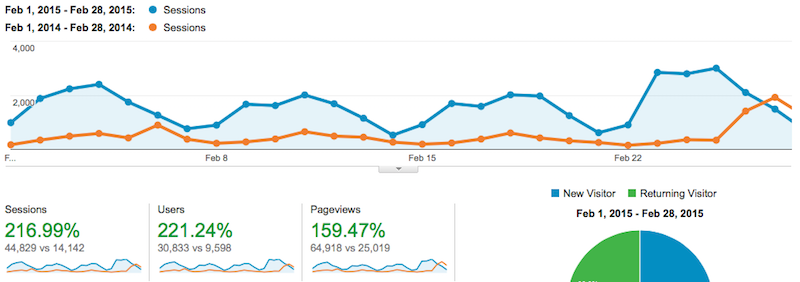 Feb 1, 2015 - Feb 28, 2015: Sessions
Feb 1, 2014 - Feb 28, 2014: Sessions
4,000
2,000
F... Feb 8 Feb 15 Feb 22
New Visitor Returning Visitor
Feb 1, 2015 - Feb 28, 2015
Sessions Users Pageviews
216.99% 221.24% 159.47%
44,829 vs 14,142 30,833 vs 9,598 64,918 vs 25,019